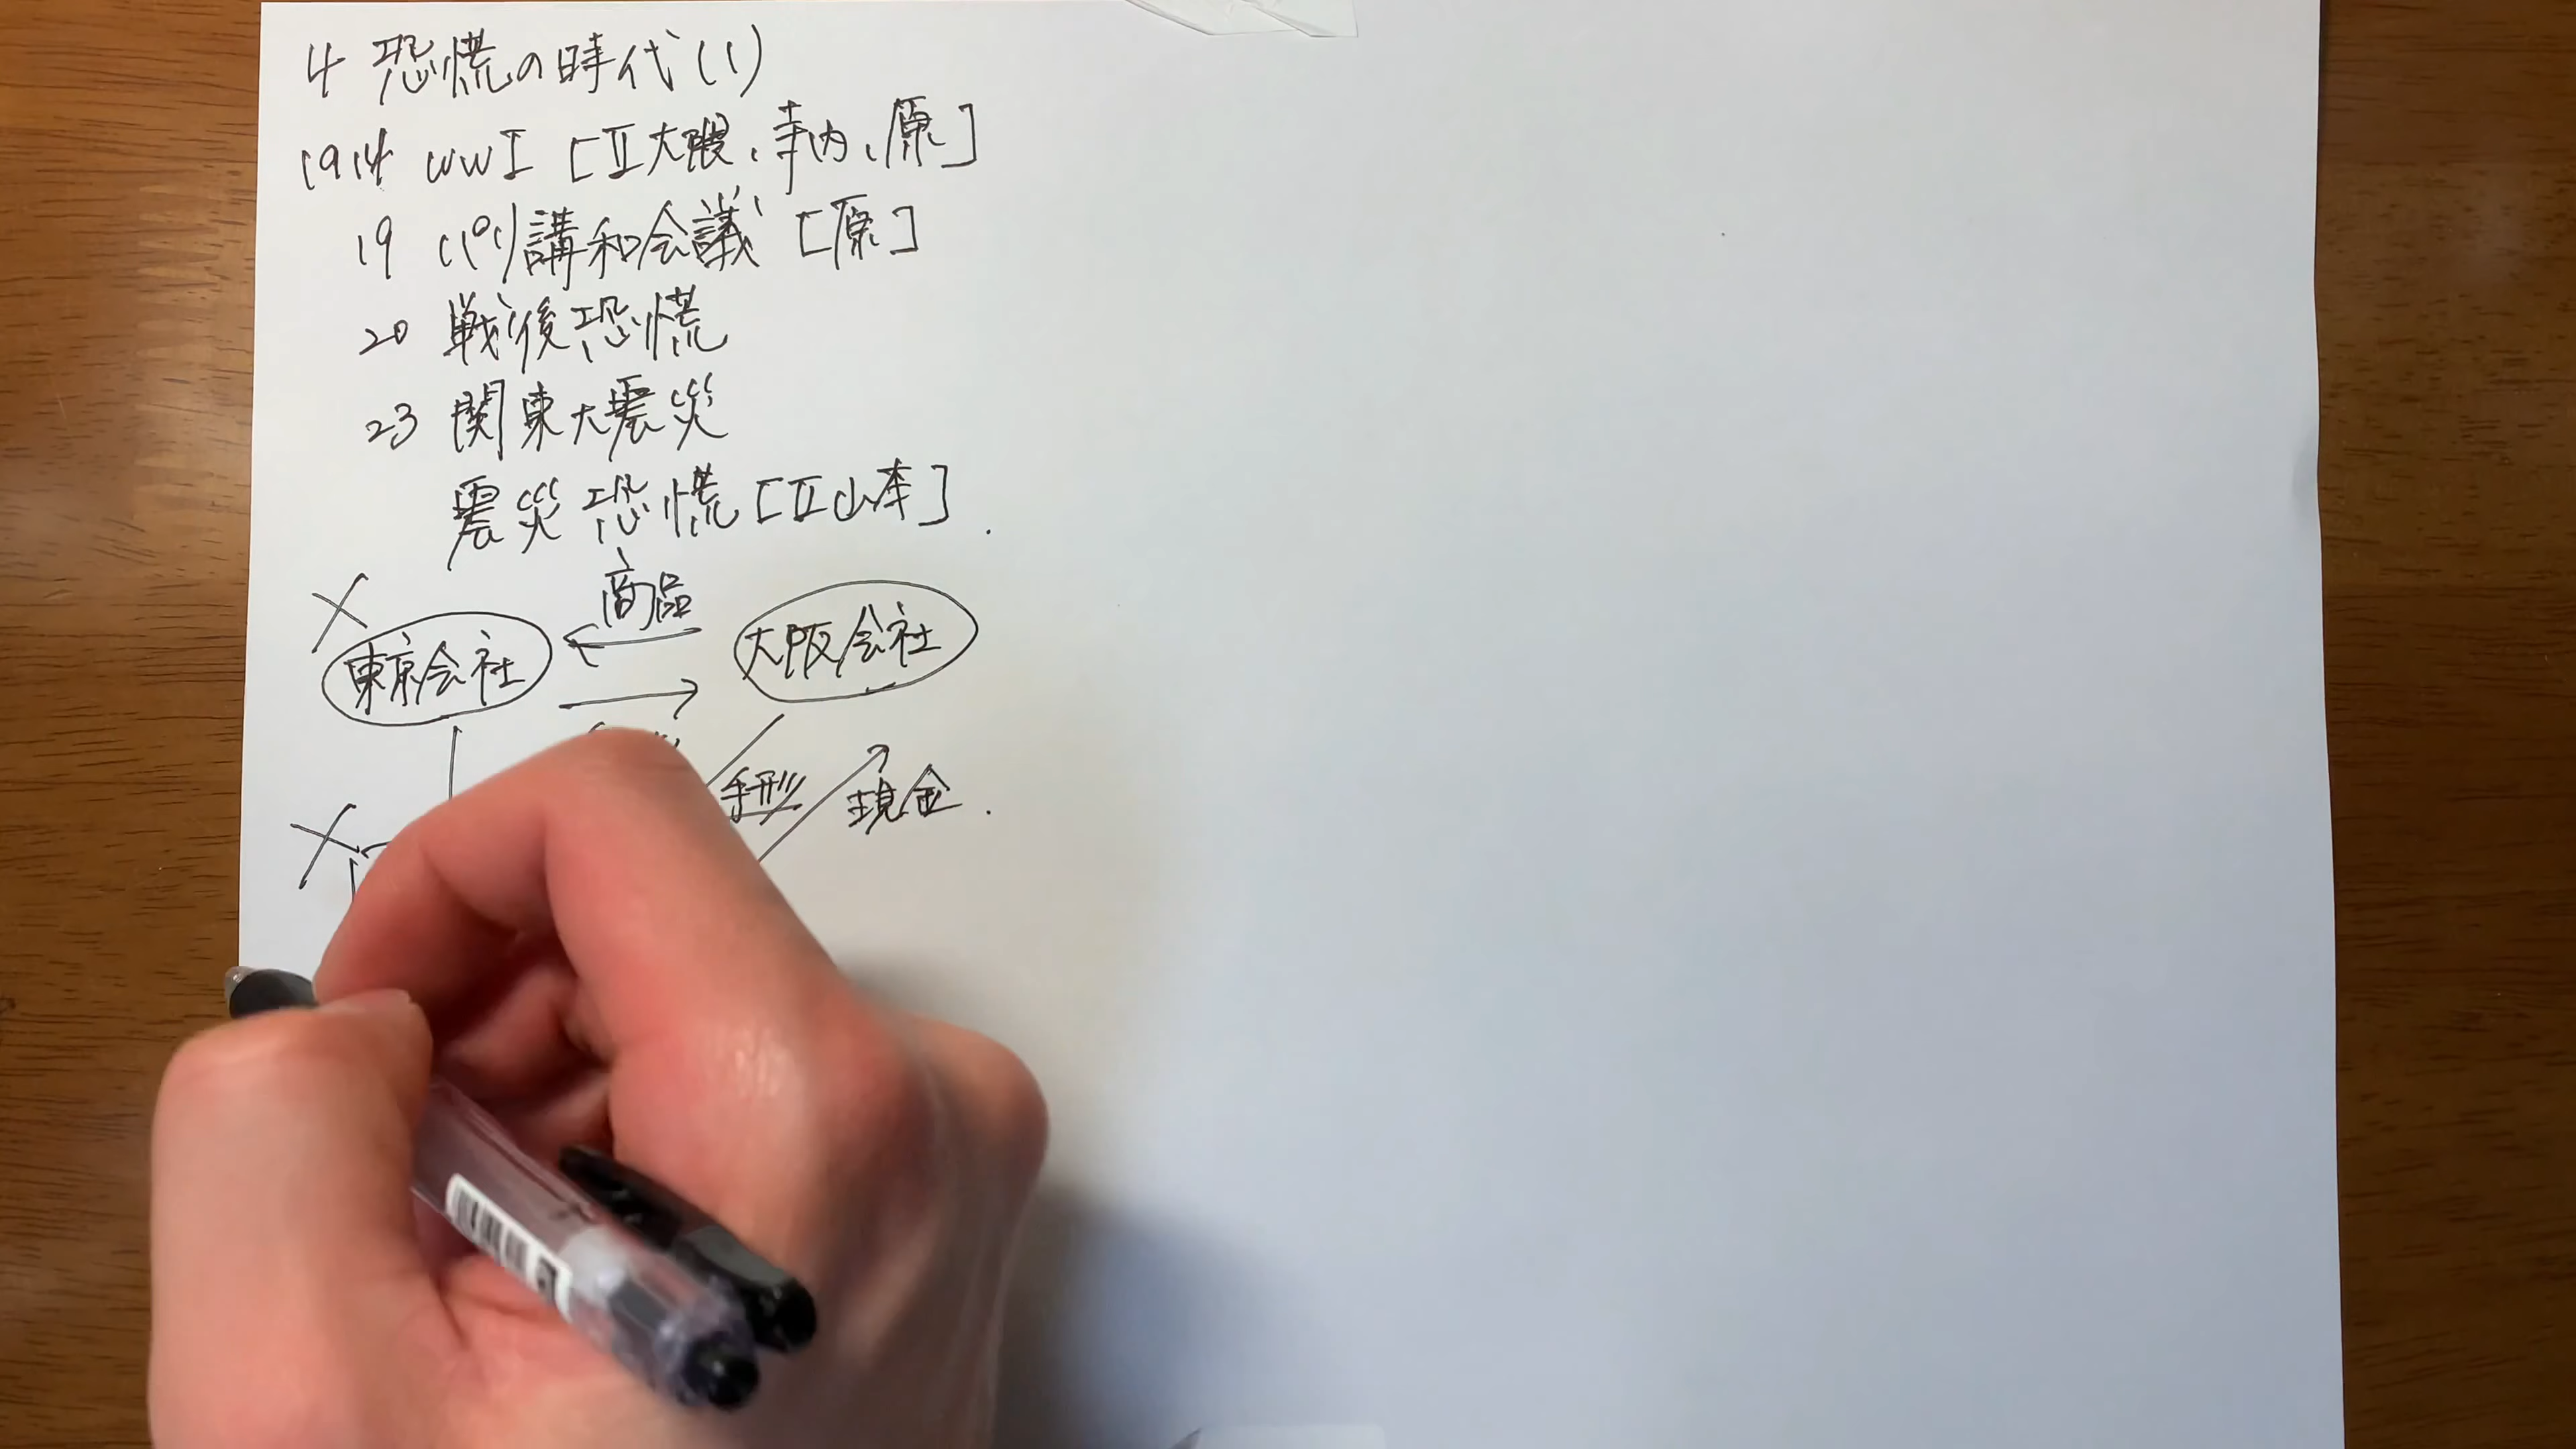 4 恐慌の時代(1)
1914 WWI [Ⅱ大隈、寺内、原]
19 パリ講和会議 [原]
20 戦後恐慌
23 関東大震災
震災恐慌 [Ⅱ山本]
商品
東京会社
大阪会社
手形
現金